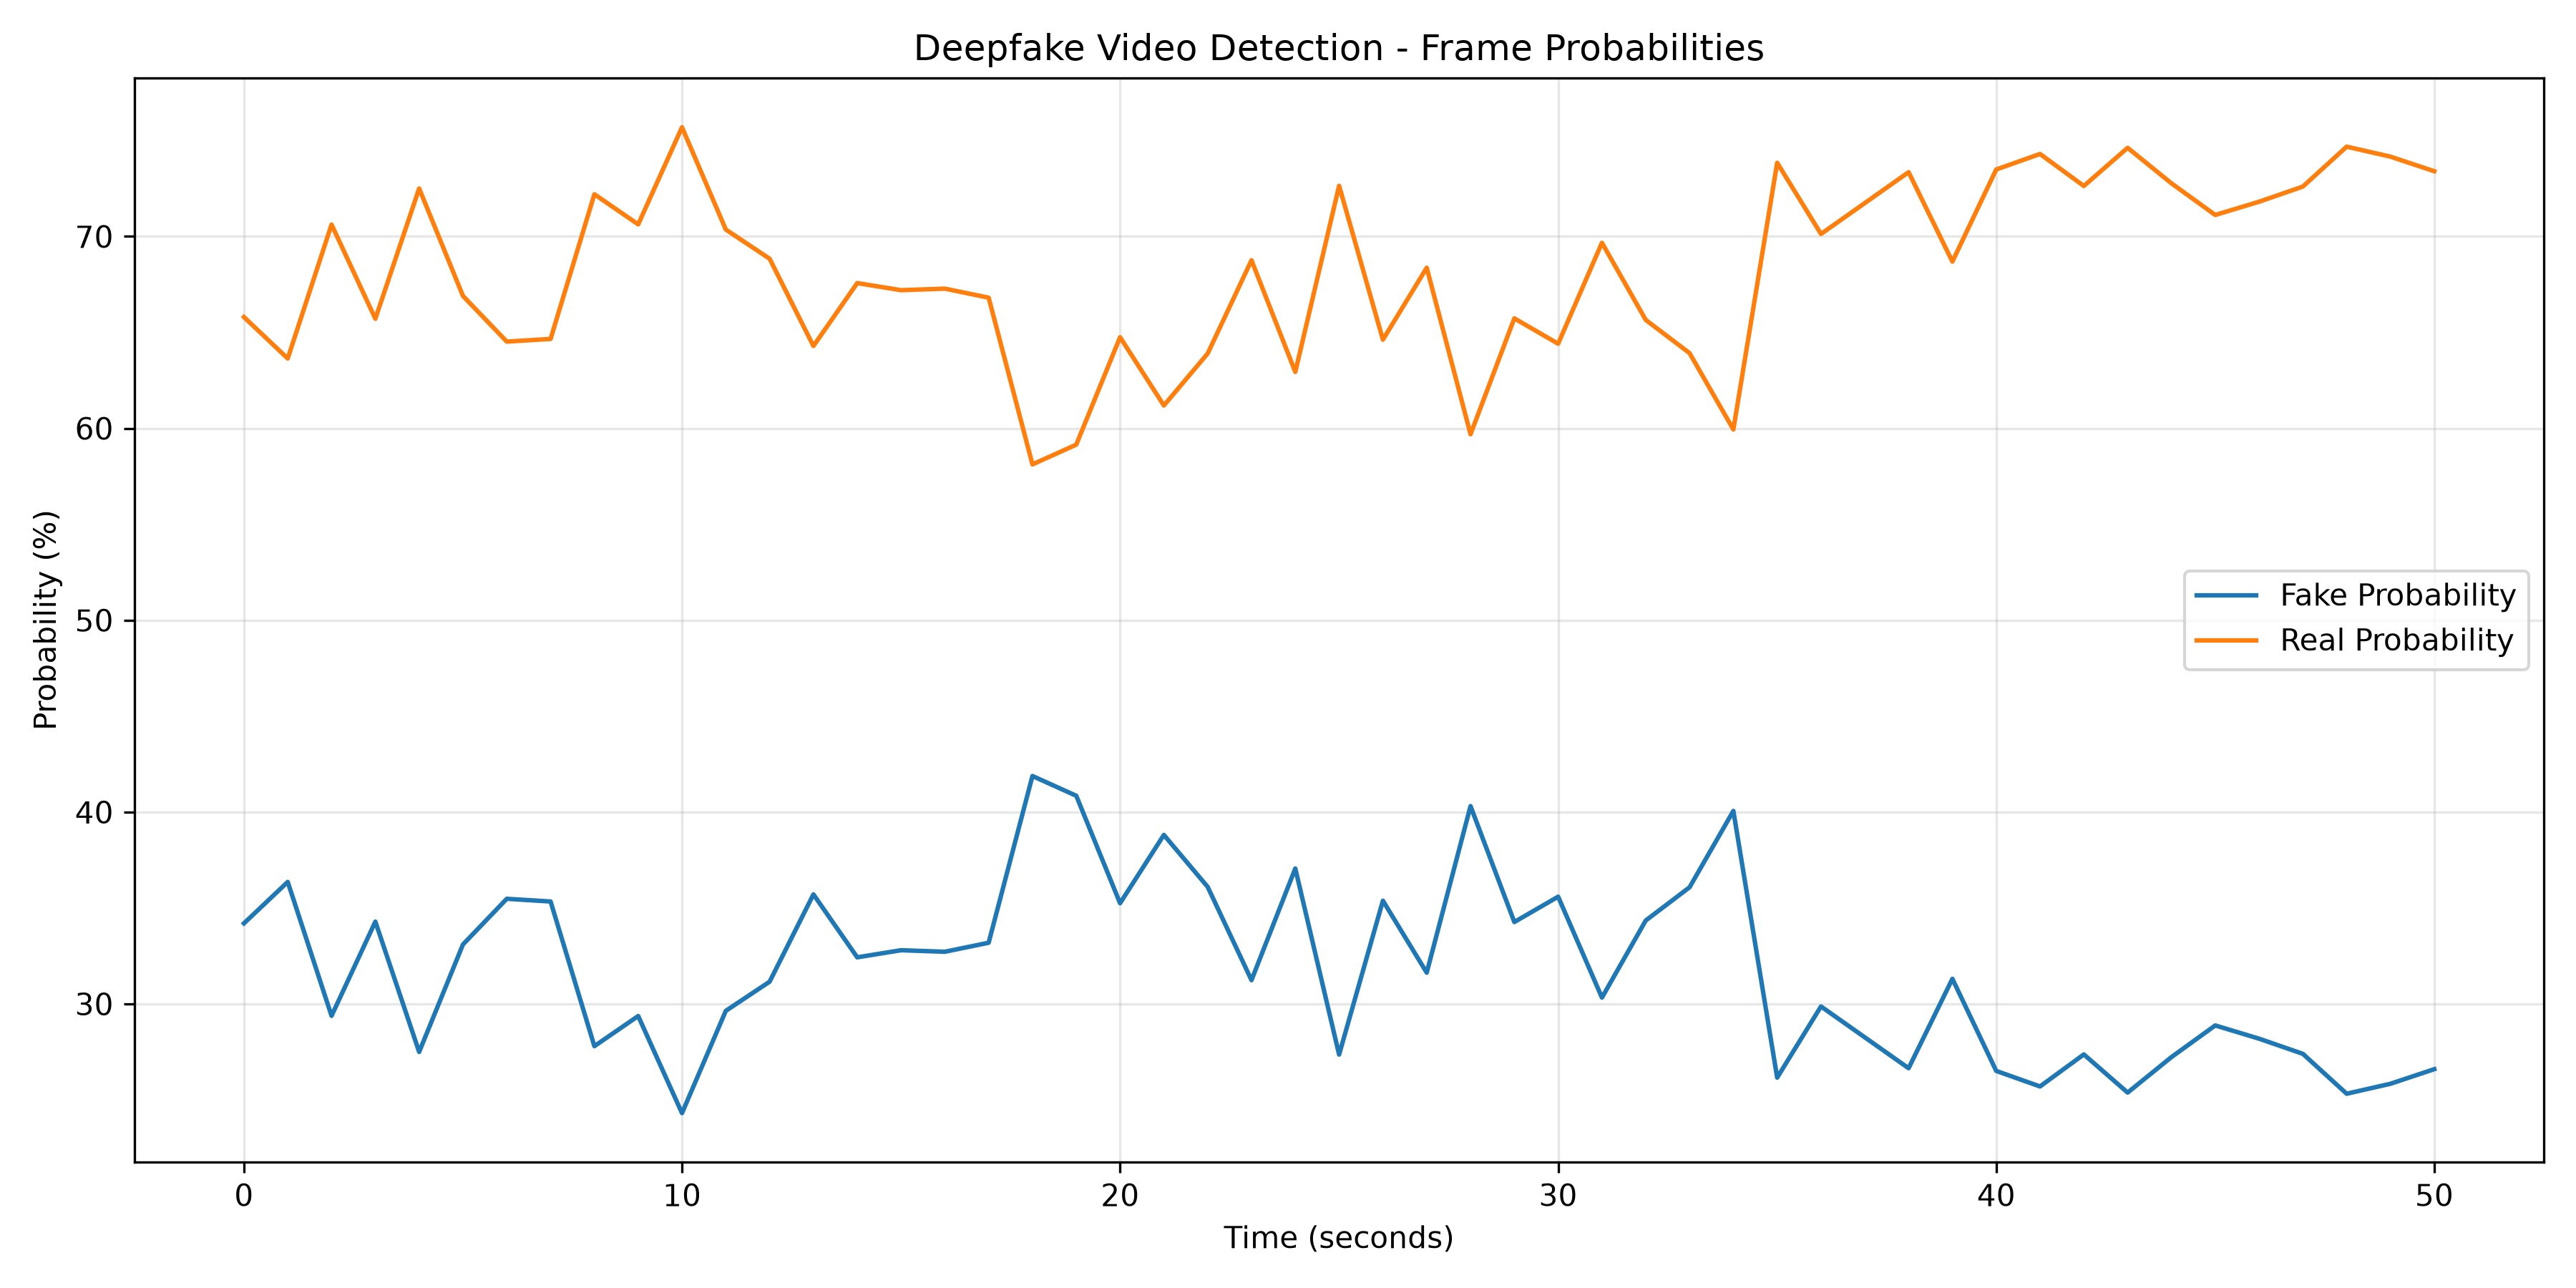 Deepfake Video Detection - Frame Probabilities
Probability (%)
70
60
50
40
30
Fake Probability
Real Probability
0 10 20 30 40 50
Time (seconds)